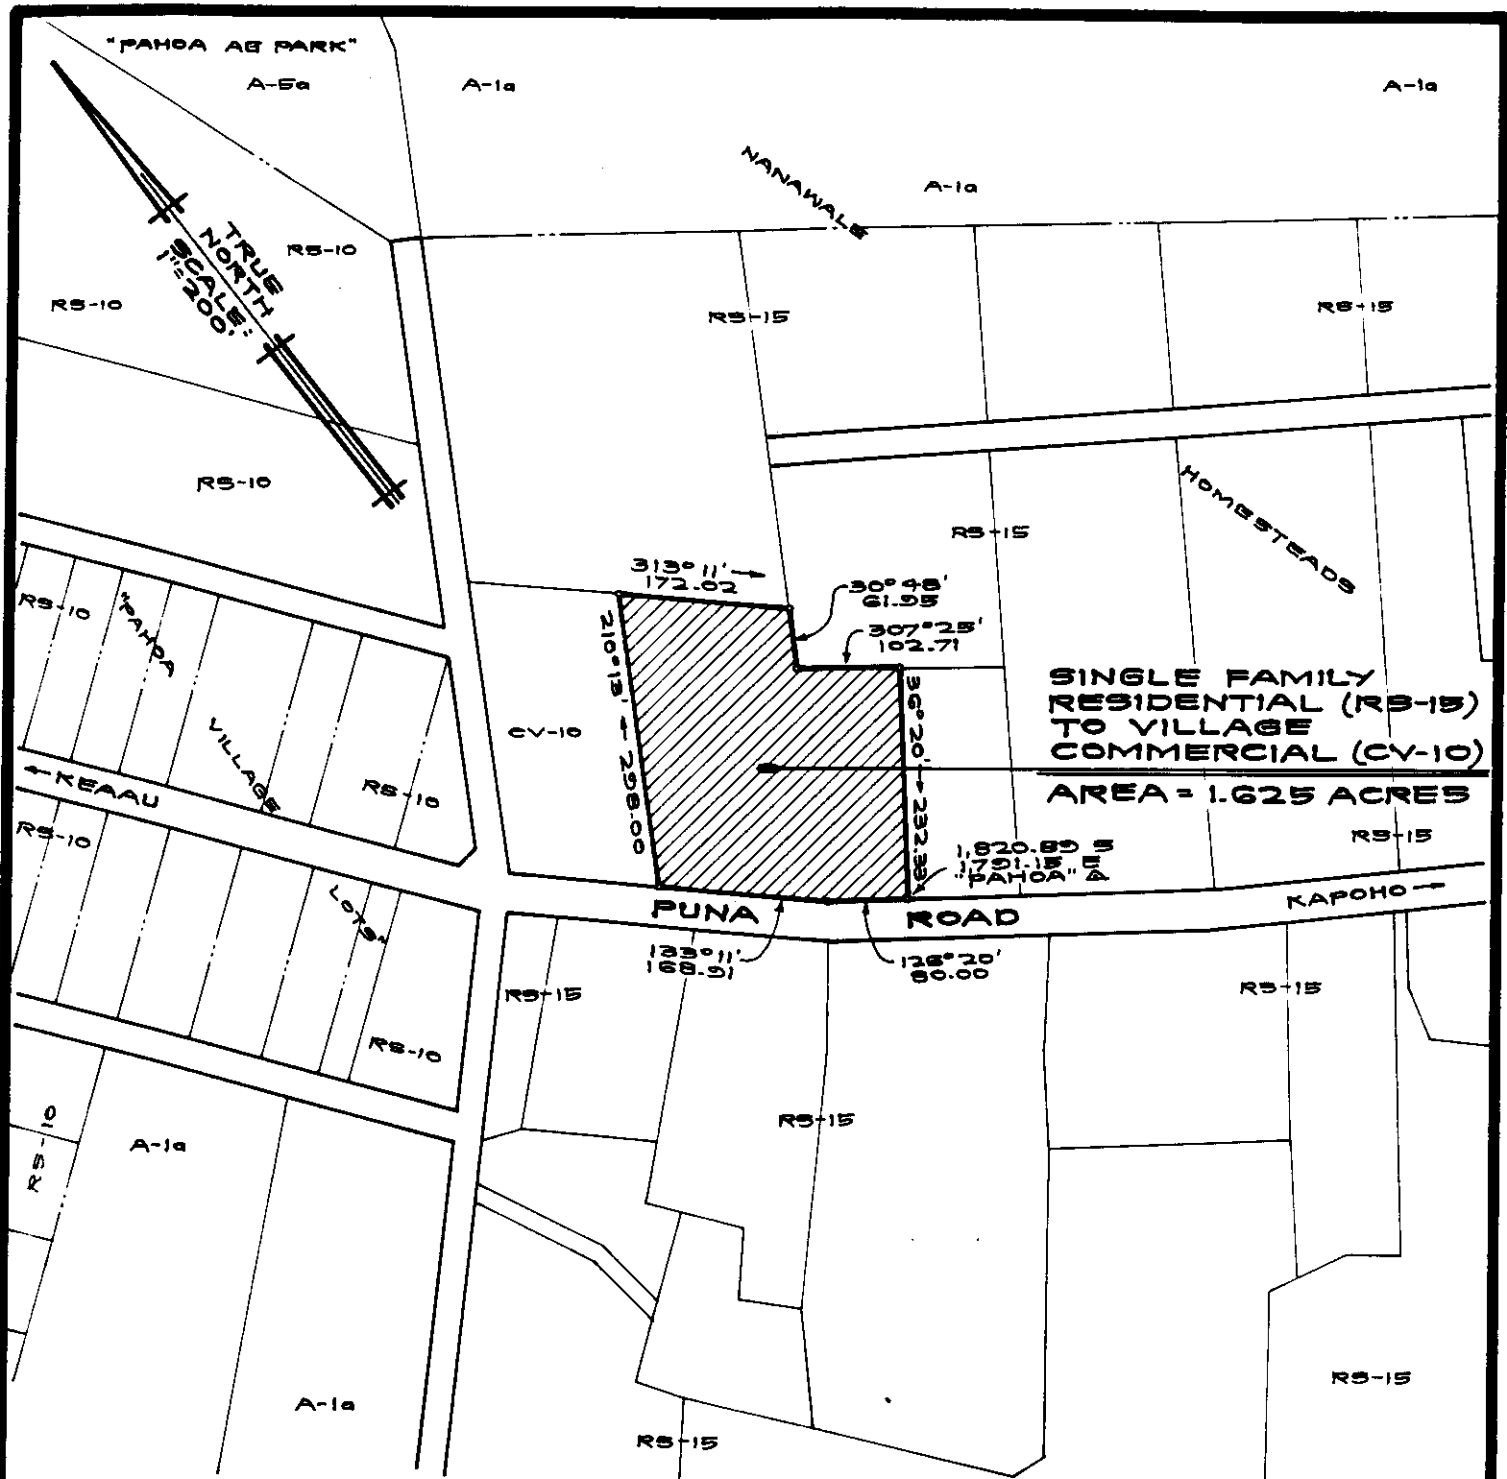 "PAHOA AG PARK"
A-5a
A-1a
A-1a
NANAWALE
A-1a
TRUE
NORTH
SCALE:
1"=200'
RS-10
RS-10
RS-15
RS-15
RS-10
RS-15
HOMESTEADS
313°11' →
172.02
30°48'
61.95
307°25'
102.71
RS-10
"PAHOA
VILLAGE
LOTS"
210°13' ← 298.00
36°20' → 232.33
CV-10
SINGLE FAMILY
RESIDENTIAL (RS-15)
TO VILLAGE
COMMERCIAL (CV-10)
AREA = 1.625 ACRES
← KEAAU
RS-10
RS-10
RS-15
1,820.89 S
1,791.15 E
"PAHOA" △
PUNA ROAD
KAPOHO →
133°11'
168.91
126°20'
80.00
RS-15
RS-15
RS-10
RS-15
RS-10
A-1a
A-1a
RS-15
RS-15